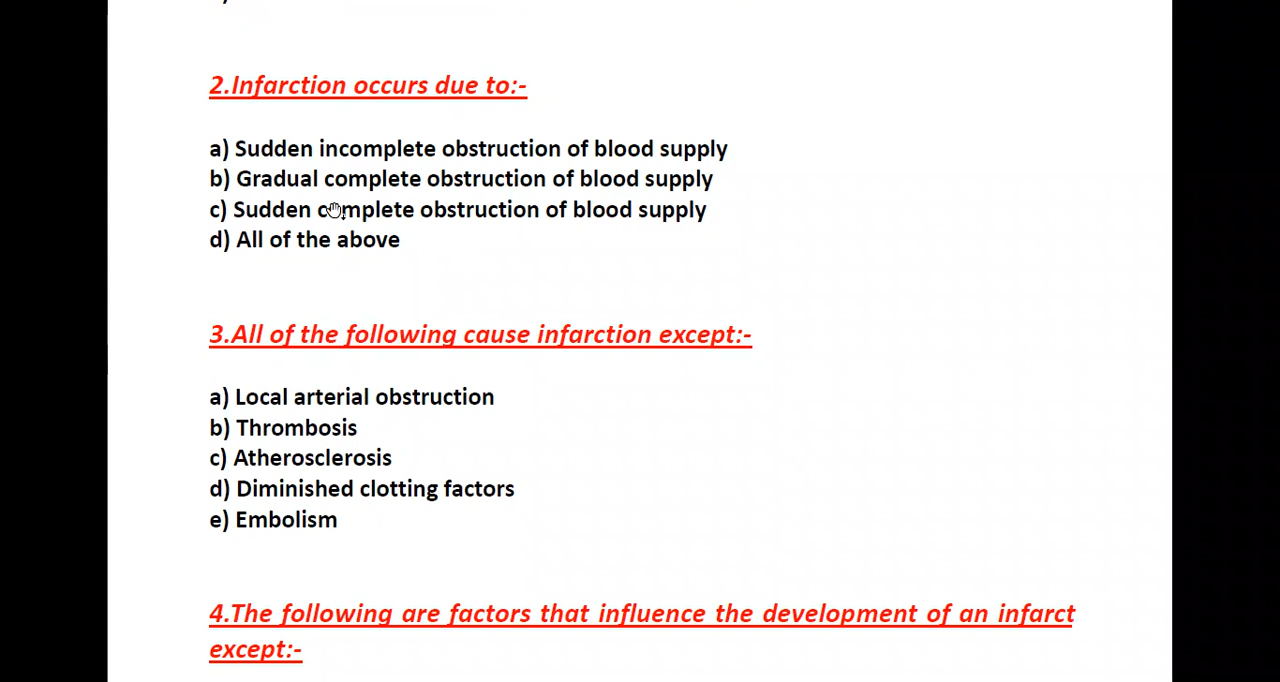 2.Infarction occurs due to:-
a) Sudden incomplete obstruction of blood supply
b) Gradual complete obstruction of blood supply
c) Sudden complete obstruction of blood supply
d) All of the above
3.All of the following cause infarction except:-
a) Local arterial obstruction
b) Thrombosis
c) Atherosclerosis
d) Diminished clotting factors
e) Embolism
4.The following are factors that influence the development of an infarct
except:-